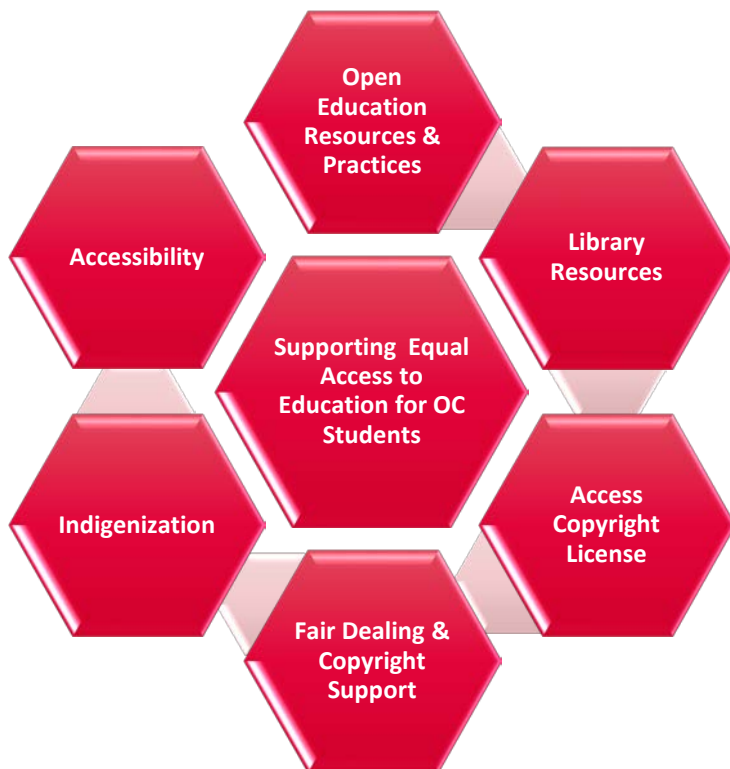 Open
Education
Resources &
Practices
Library
Resources
Access
Copyright
License
Fair Dealing &
Copyright
Support
Indigenization
Accessibility
Supporting  Equal
Access to
Education for OC
Students